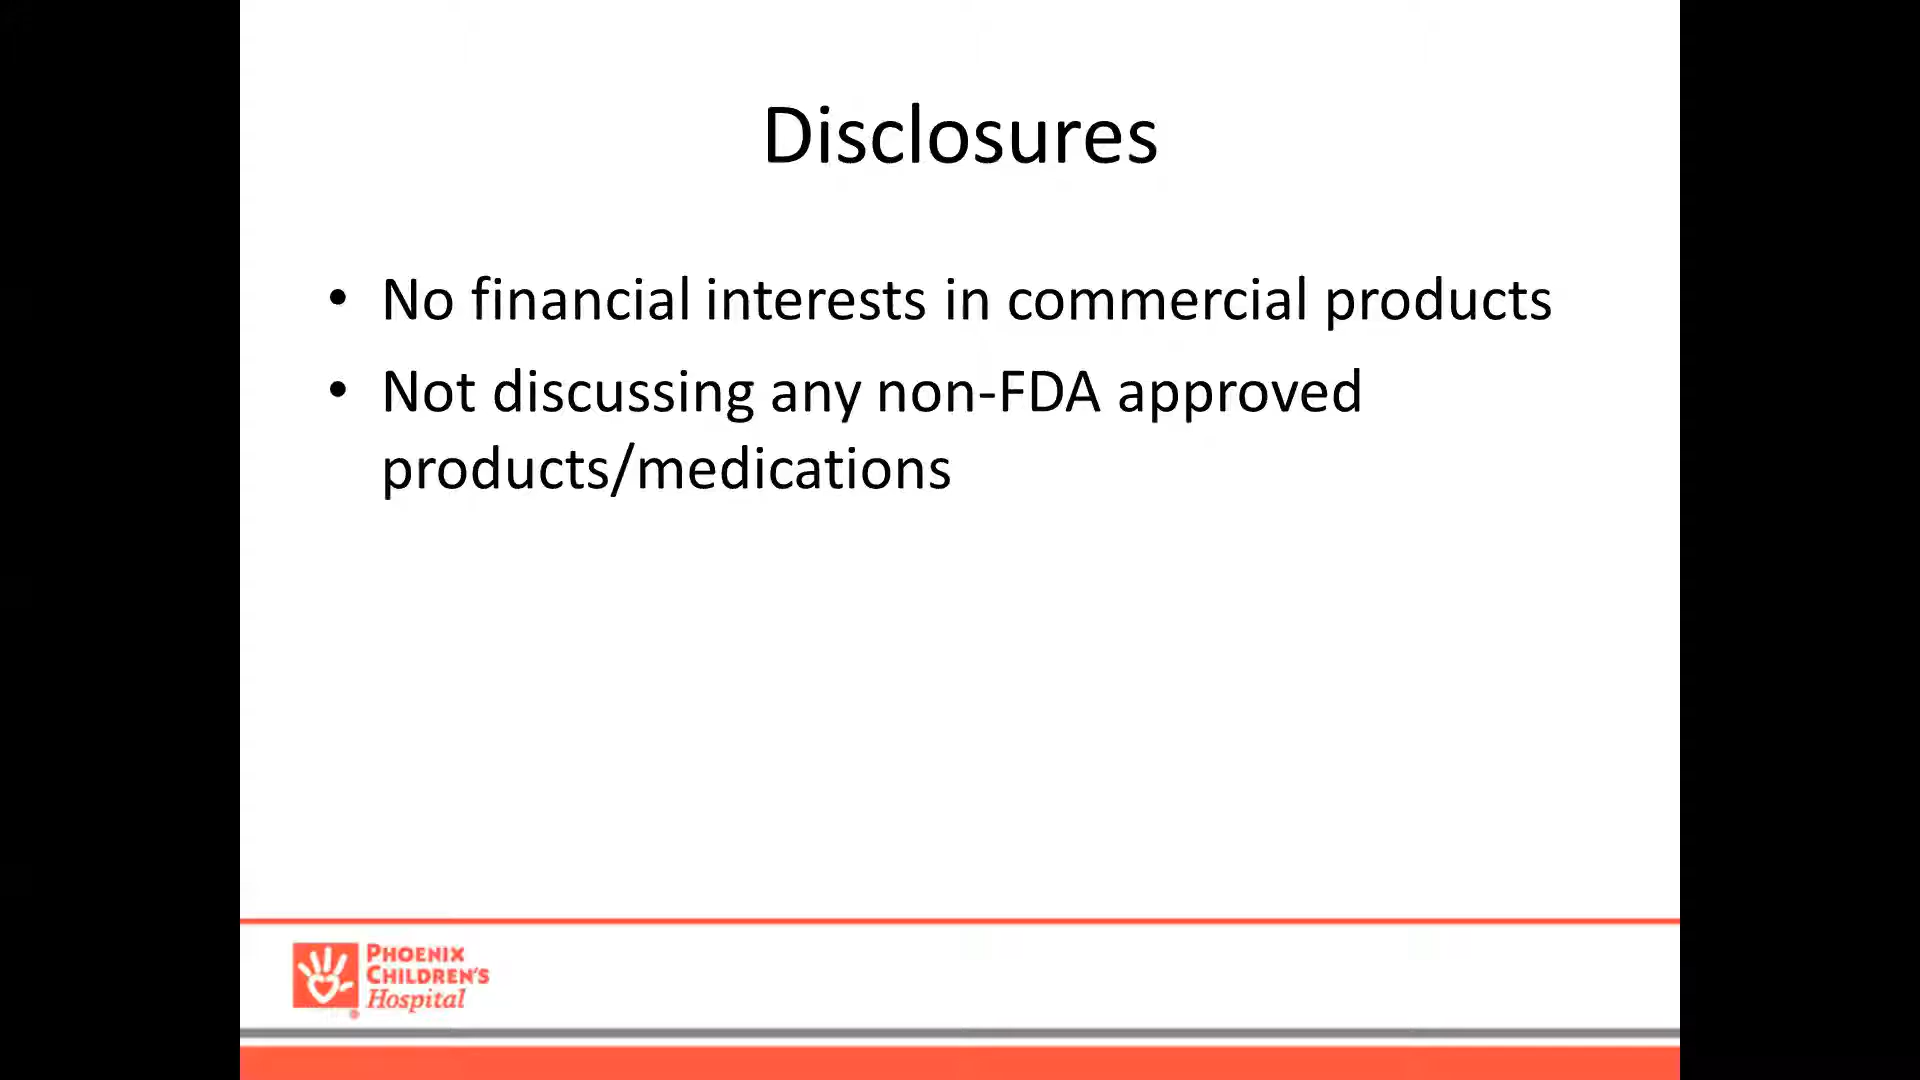 Disclosures
• No financial interests in commercial products
• Not discussing any non-FDA approved
products/medications
PHOENIX
CHILDREN'S
Hospital